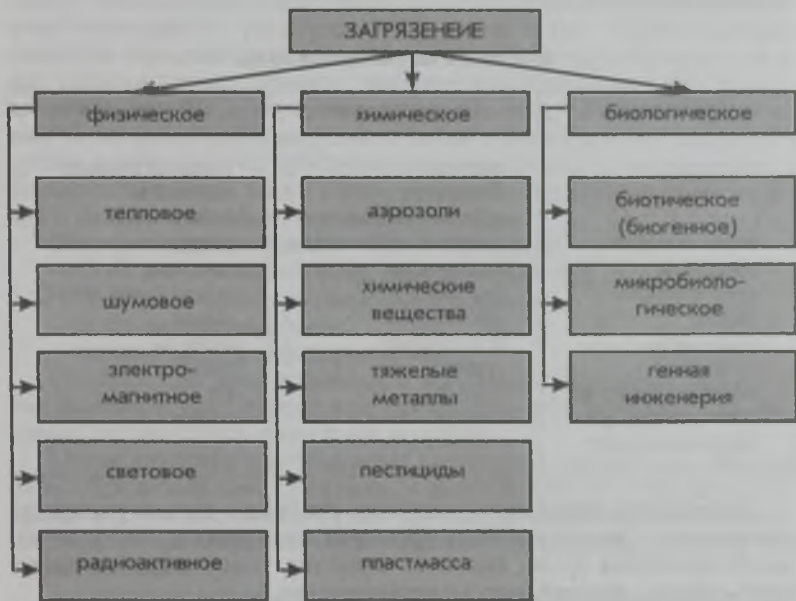 ЗАГРЯЗЕНЕИЕ
физическое
тепловое
шумовое
электро-
магнитное
световое
радиоактивное
химическое
аэрозоли
химические
вещества
тяжелые
металлы
пестициды
пластмасса
биологическое
биотическое
(биогенное)
микробиоло-
гическое
генная
инженерия